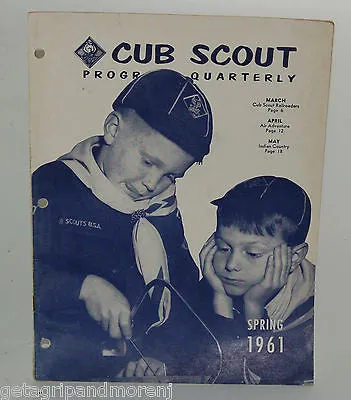 CUB SCOUT
PROGR QUARTERLY
MARCH
Cub Scout Railroaders
Page 6
APRIL
Air Adventure
Page 12
MAY
Indian Country
Page 18
SCOUTS U.S.A.
SPRING
1961
getagripandmorenj